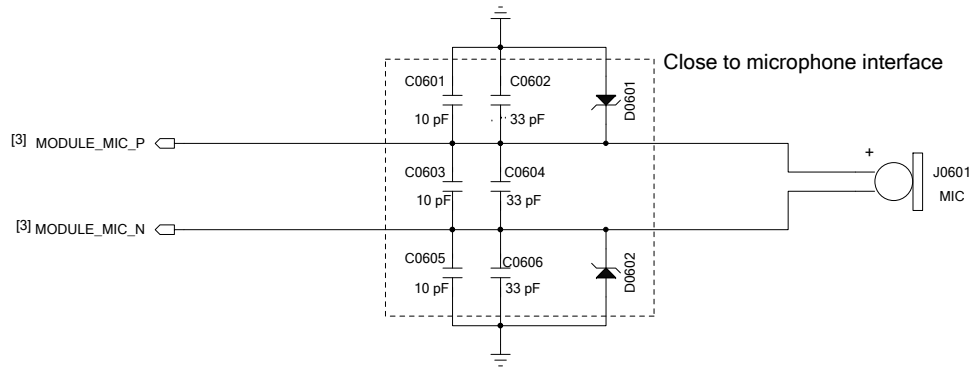 Close to microphone interface
C0601
C0602
D0601
10 pF
33 pF
[3] MODULE_MIC_P
+
C0603
C0604
J0601
10 pF
33 pF
MIC
[3] MODULE_MIC_N
C0605
C0606
D0602
10 pF
33 pF